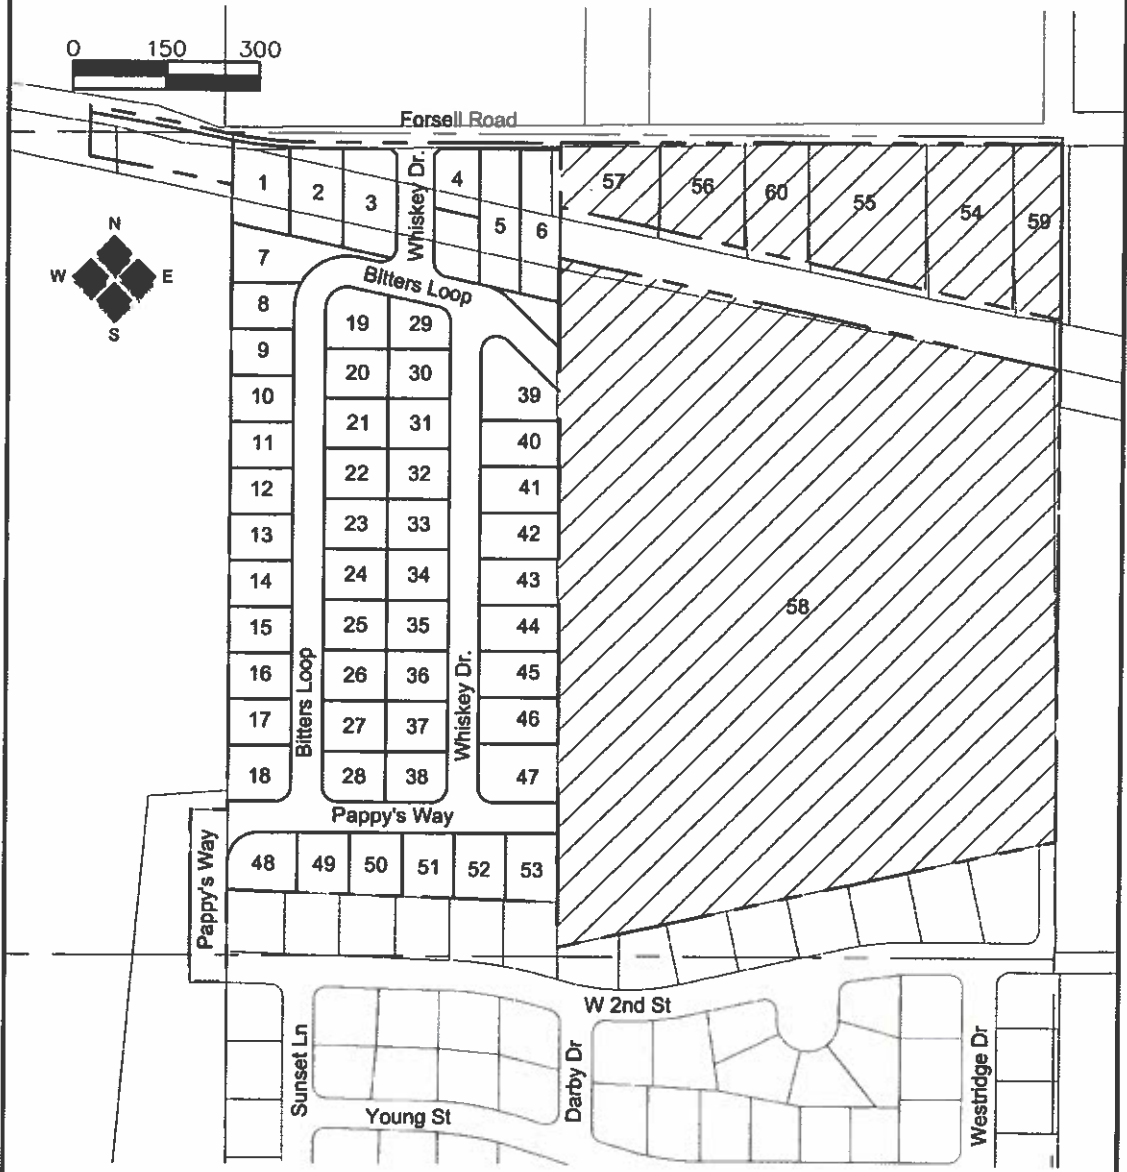 0 150 300
Forsell Road
1
2
3
Whiskey Dr.
4
5
6
57
56
60
55
54
59
N
W E
S
7
Bitters Loop
8
19 29
9
20 30
10
39
11
21 31
40
12
22 32
41
13
23 33
42
14
24 34
43
15
25 35
44
58
16
26 36
45
17
27 37
46
18
28 38
47
Bitters Loop
Whiskey Dr.
Pappy's Way
Pappy's Way
48 49 50 51 52 53
W 2nd St
Sunset Ln
Darby Dr
Westridge Dr
Young St